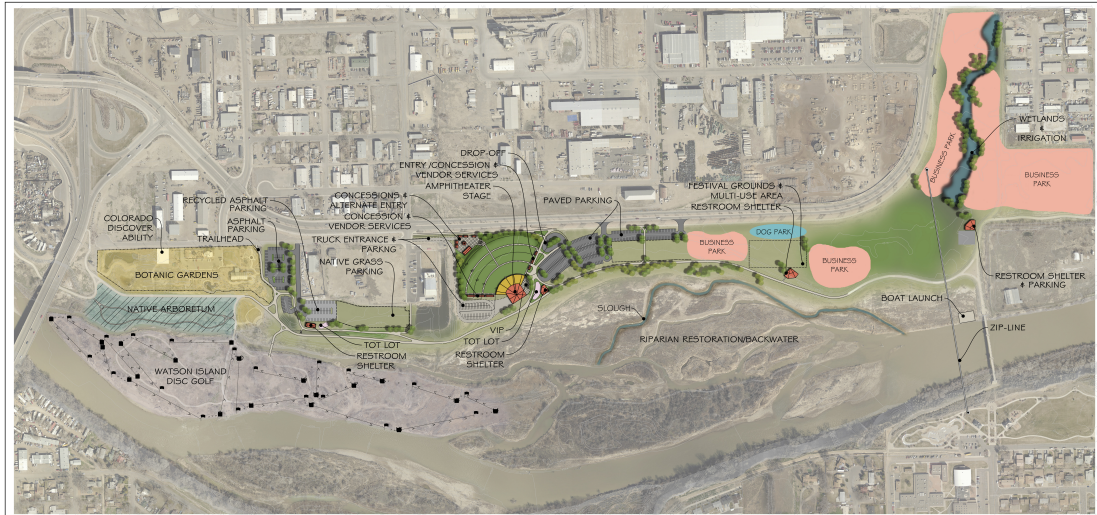 DROP-OFF
ENTRY/CONCESSION &
VENDOR SERVICES
AMPHITHEATER
STAGE
CONCESSIONS &
ALTERNATE ENTRY
CONCESSION &
VENDOR SERVICES
TRUCK ENTRANCE &
PARKNG
NATIVE GRASS
PARKING
RECYCLED ASPHALT
PARKING
ASPHALT
PARKING
TRAILHEAD
COLORADO
DISCOVER
ABILITY
BOTANIC GARDENS
NATIVE ARBORETUM
WATSON ISLAND
DISC GOLF
TOT LOT
RESTROOM
SHELTER
VIP
TOT LOT
RESTROOM
SHELTER
PAVED PARKING
FESTIVAL GROUNDS &
MULTI-USE AREA
RESTROOM SHELTER
BUSINESS
PARK
DOG PARK
BUSINESS
PARK
SLOUGH
RIPARIAN RESTORATION/BACKWATER
BUSINESS PARK
WETLANDS
&
IRRIGATION
BUSINESS
PARK
RESTROOM SHELTER
& PARKING
BOAT LAUNCH
ZIP-LINE